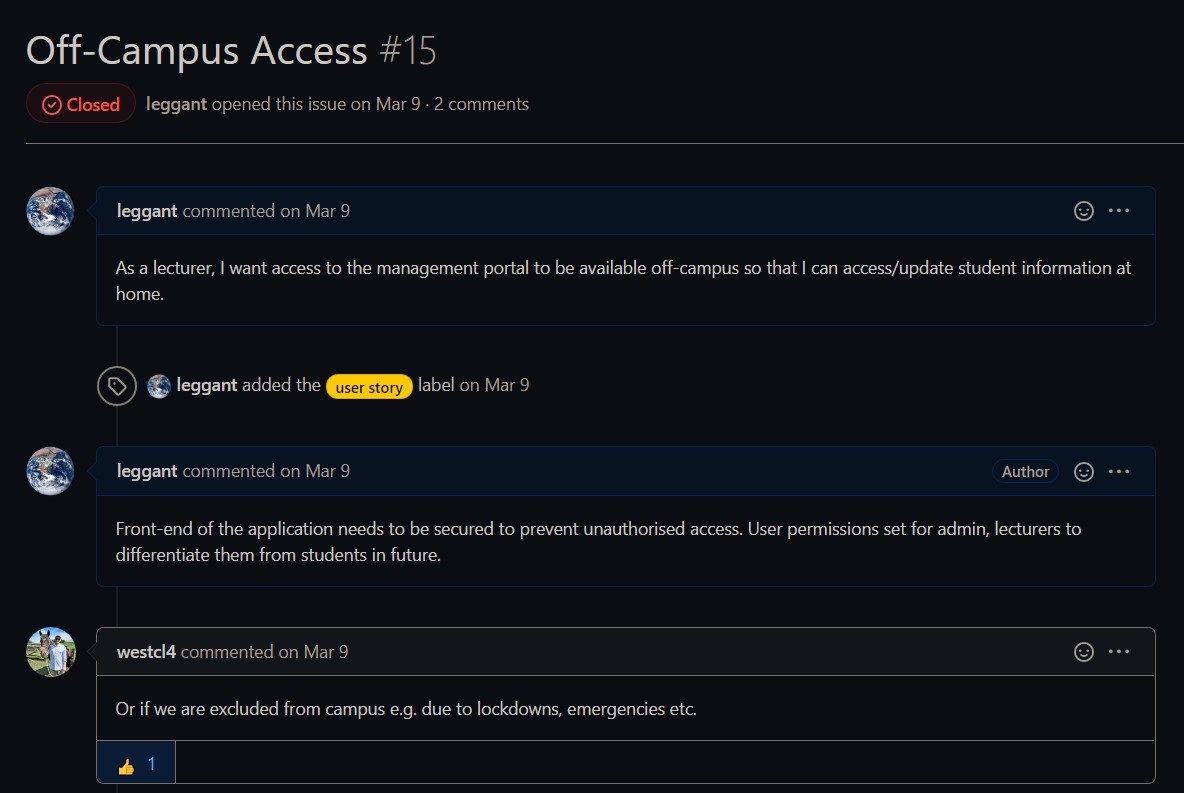 Off-Campus Access #15
Closed leggant opened this issue on Mar 9 · 2 comments
leggant commented on Mar 9
As a lecturer, I want access to the management portal to be available off-campus so that I can access/update student information at
home.
leggant added the user story label on Mar 9
leggant commented on Mar 9 Author
Front-end of the application needs to be secured to prevent unauthorised access. User permissions set for admin, lecturers to
differentiate them from students in future.
westcl4 commented on Mar 9
Or if we are excluded from campus e.g. due to lockdowns, emergencies etc.
👍 1